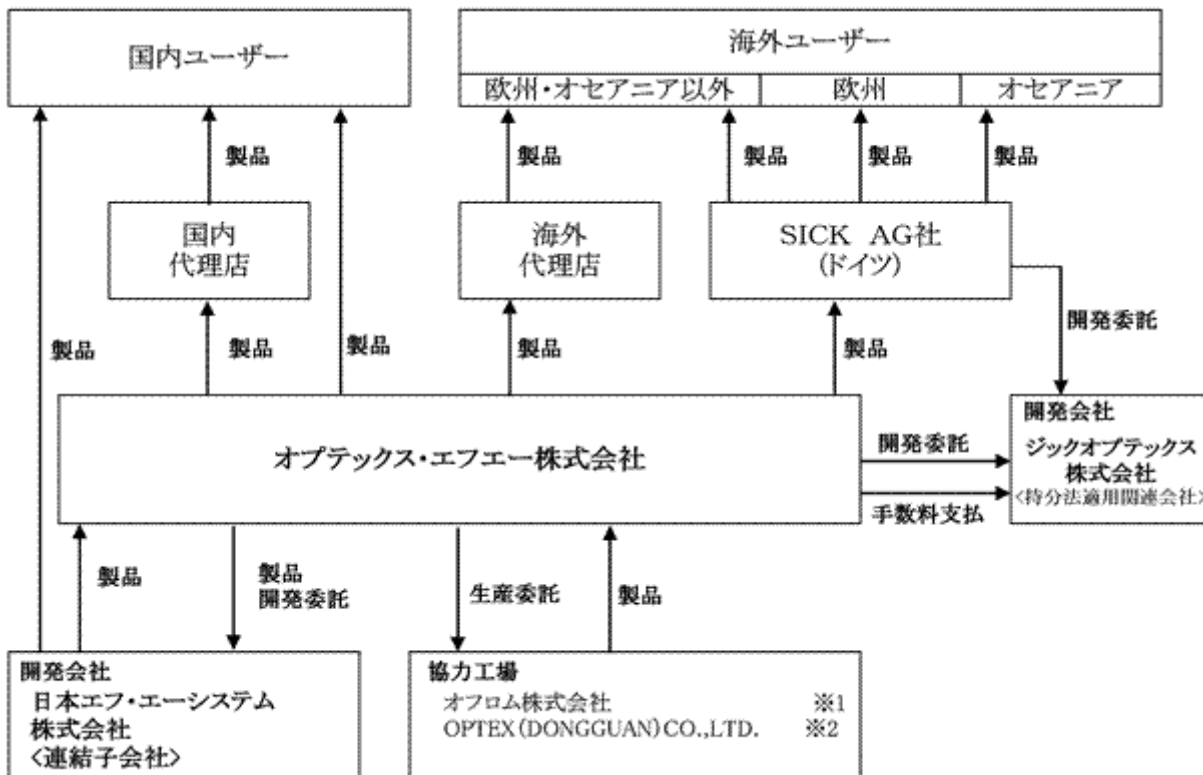 国内ユーザー
海外ユーザー
欧州・オセアニア以外
欧州
オセアニア
製品
製品
製品
製品
製品
国内
代理店
海外
代理店
SICK AG社
(ドイツ)
開発委託
製品
製品
製品
製品
製品
オプテックス・エフエー株式会社
開発委託
手数料支払
開発会社
ジックオプテックス
株式会社
<持分法適用関連会社>
製品
製品
開発委託
生産委託
製品
開発会社
日本エフ・エーシステム
株式会社
<連結子会社>
協力工場
オフロム株式会社 ※1
OPTEX(DONGGUAN)CO.,LTD. ※2